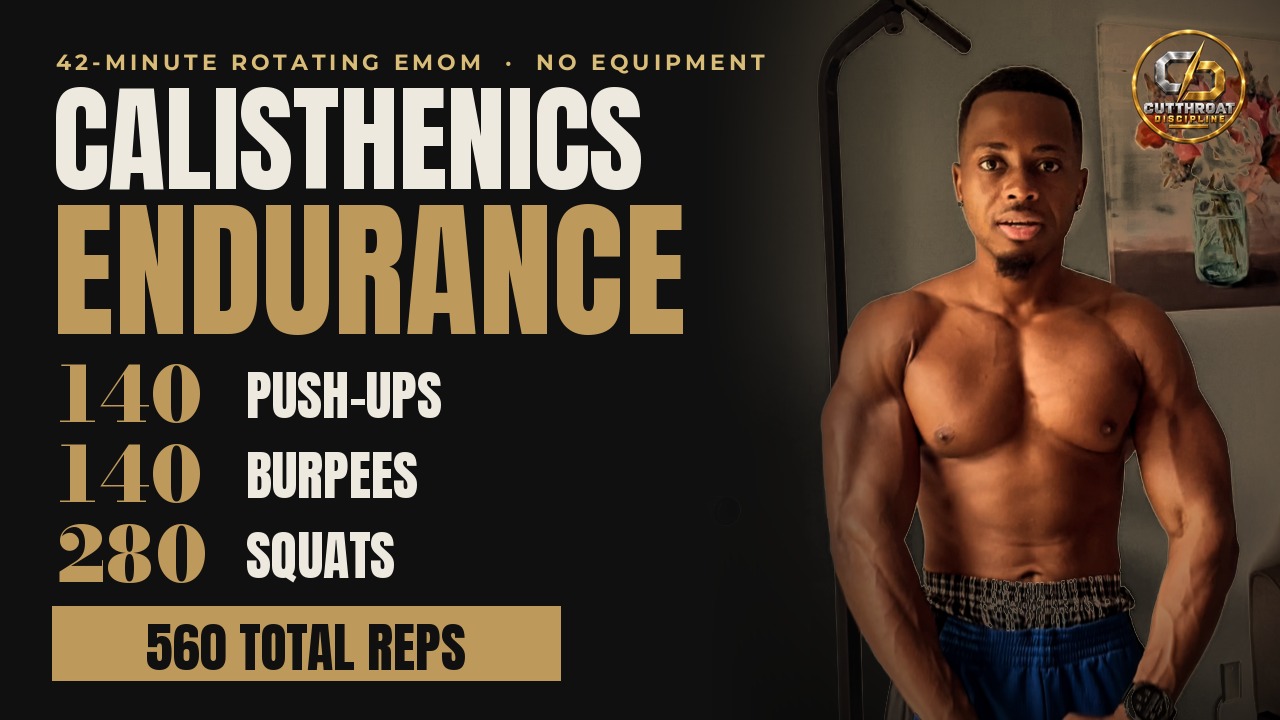 42-MINUTE ROTATING EMOM · NO EQUIPMENT
CALISTHENICS
ENDURANCE
140 PUSH-UPS
140 BURPEES
280 SQUATS
560 TOTAL REPS
CD
CUTTHROAT
DISCIPLINE